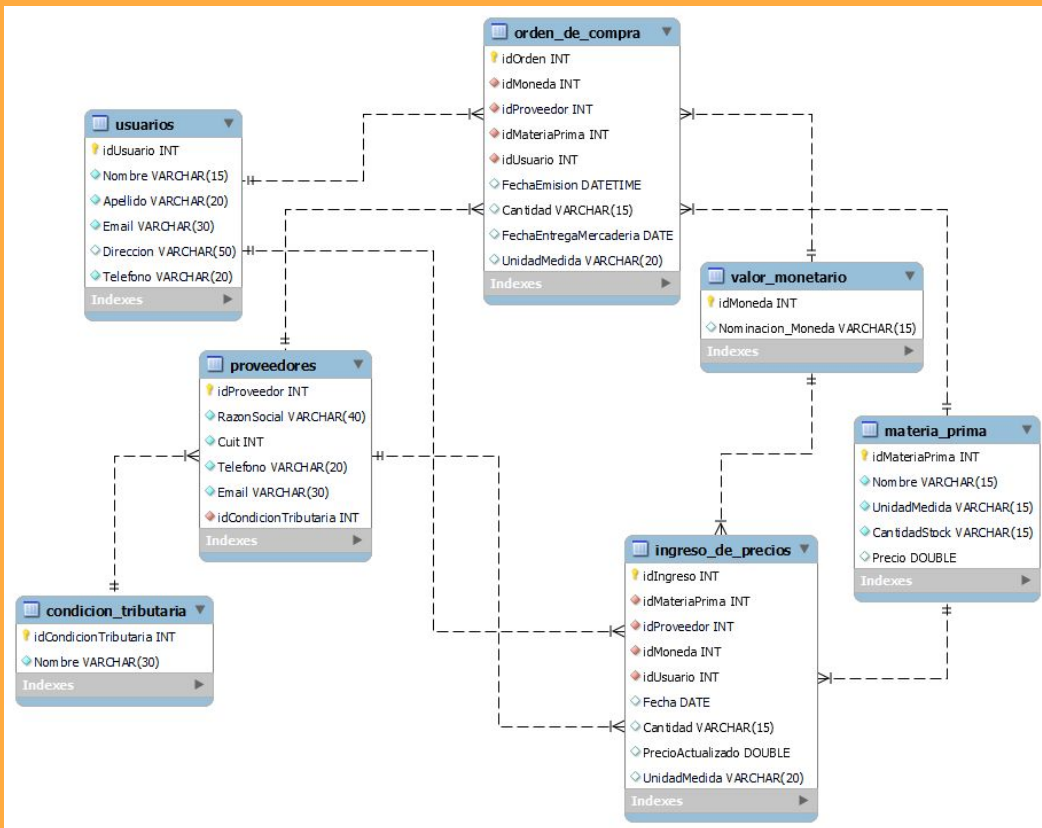 orden_de_compra
idOrden INT
idMoneda INT
idProveedor INT
idMateriaPrima INT
idUsuario INT
FechaEmision DATETIME
Cantidad VARCHAR(15)
FechaEntregaMercaderia DATE
UnidadMedida VARCHAR(20)
Indexes
usuarios
idUsuario INT
Nombre VARCHAR(15)
Apellido VARCHAR(20)
Email VARCHAR(30)
Direccion VARCHAR(50)
Telefono VARCHAR(20)
Indexes
valor_monetario
idMoneda INT
Nominacion_Moneda VARCHAR(15)
Indexes
proveedores
idProveedor INT
RazonSocial VARCHAR(40)
Cuit INT
Telefono VARCHAR(20)
Email VARCHAR(30)
idCondicionTributaria INT
Indexes
materia_prima
idMateriaPrima INT
Nombre VARCHAR(15)
UnidadMedida VARCHAR(15)
CantidadStock VARCHAR(15)
Precio DOUBLE
Indexes
condicion_tributaria
idCondicionTributaria INT
Nombre VARCHAR(30)
Indexes
ingreso_de_precios
idIngreso INT
idMateriaPrima INT
idProveedor INT
idMoneda INT
idUsuario INT
Fecha DATE
Cantidad VARCHAR(15)
PrecioActualizado DOUBLE
UnidadMedida VARCHAR(20)
Indexes